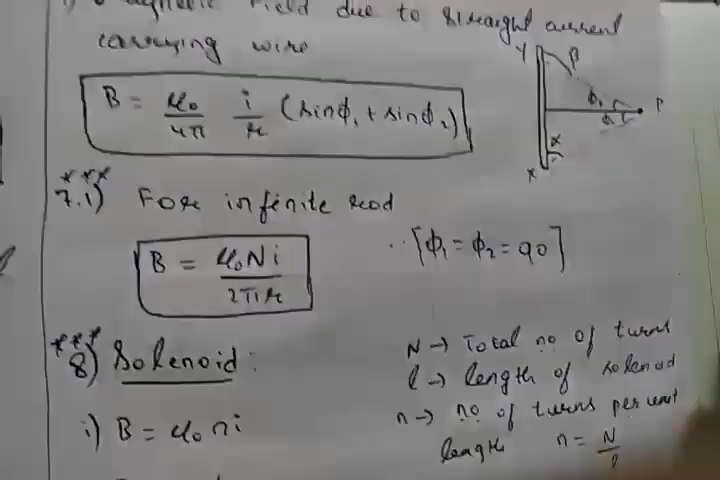 Field due to straight current
carrying wire
B = μ₀/4π i/r (sinϕ₁ + sinϕ₂)
Y β
ϕ₁ P
ϕ₂
α
X
***
7.i) For infinite rod
B = μ₀Ni/2πr ∵ [ϕ₁ = ϕ₂ = 90]
***
8) Solenoid:
N → Total no of turns
l → length of solenoid
i) B = μ₀ni
n → no of turns per unit
length n = N/l